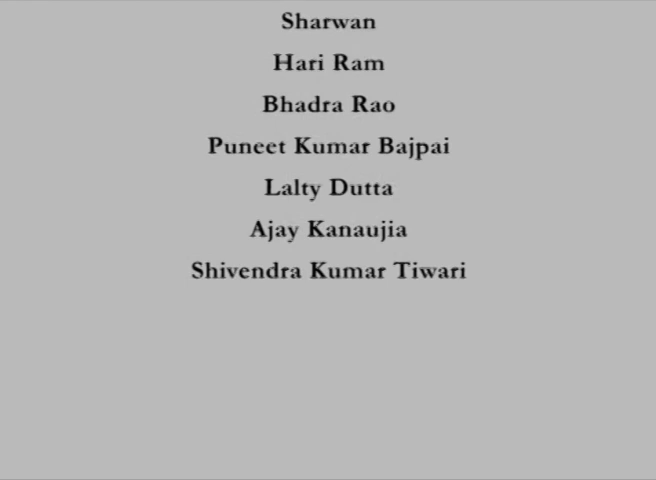 Sharwan
Hari Ram
Bhadra Rao
Puneet Kumar Bajpai
Lalty Dutta
Ajay Kanaujia
Shivendra Kumar Tiwari